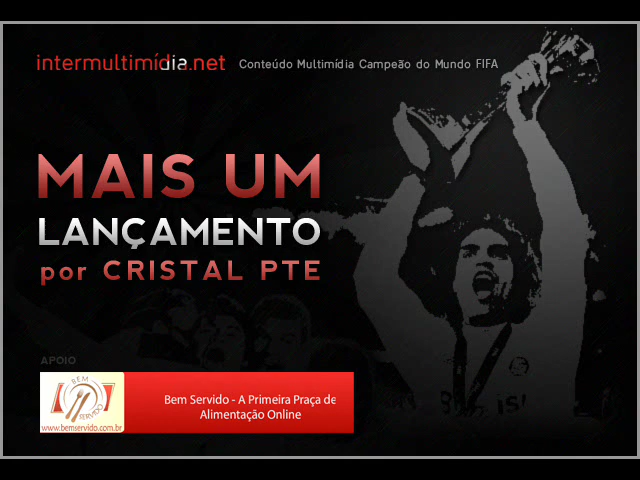 intermultimídia.net Conteúdo Multimídia Campeão do Mundo FIFA
MAIS UM
LANÇAMENTO
por CRISTAL PTE
APOIO
BEM
SERVIDO
www.bemservido.com.br
Bem Servido - A Primeira Praça de
Alimentação Online